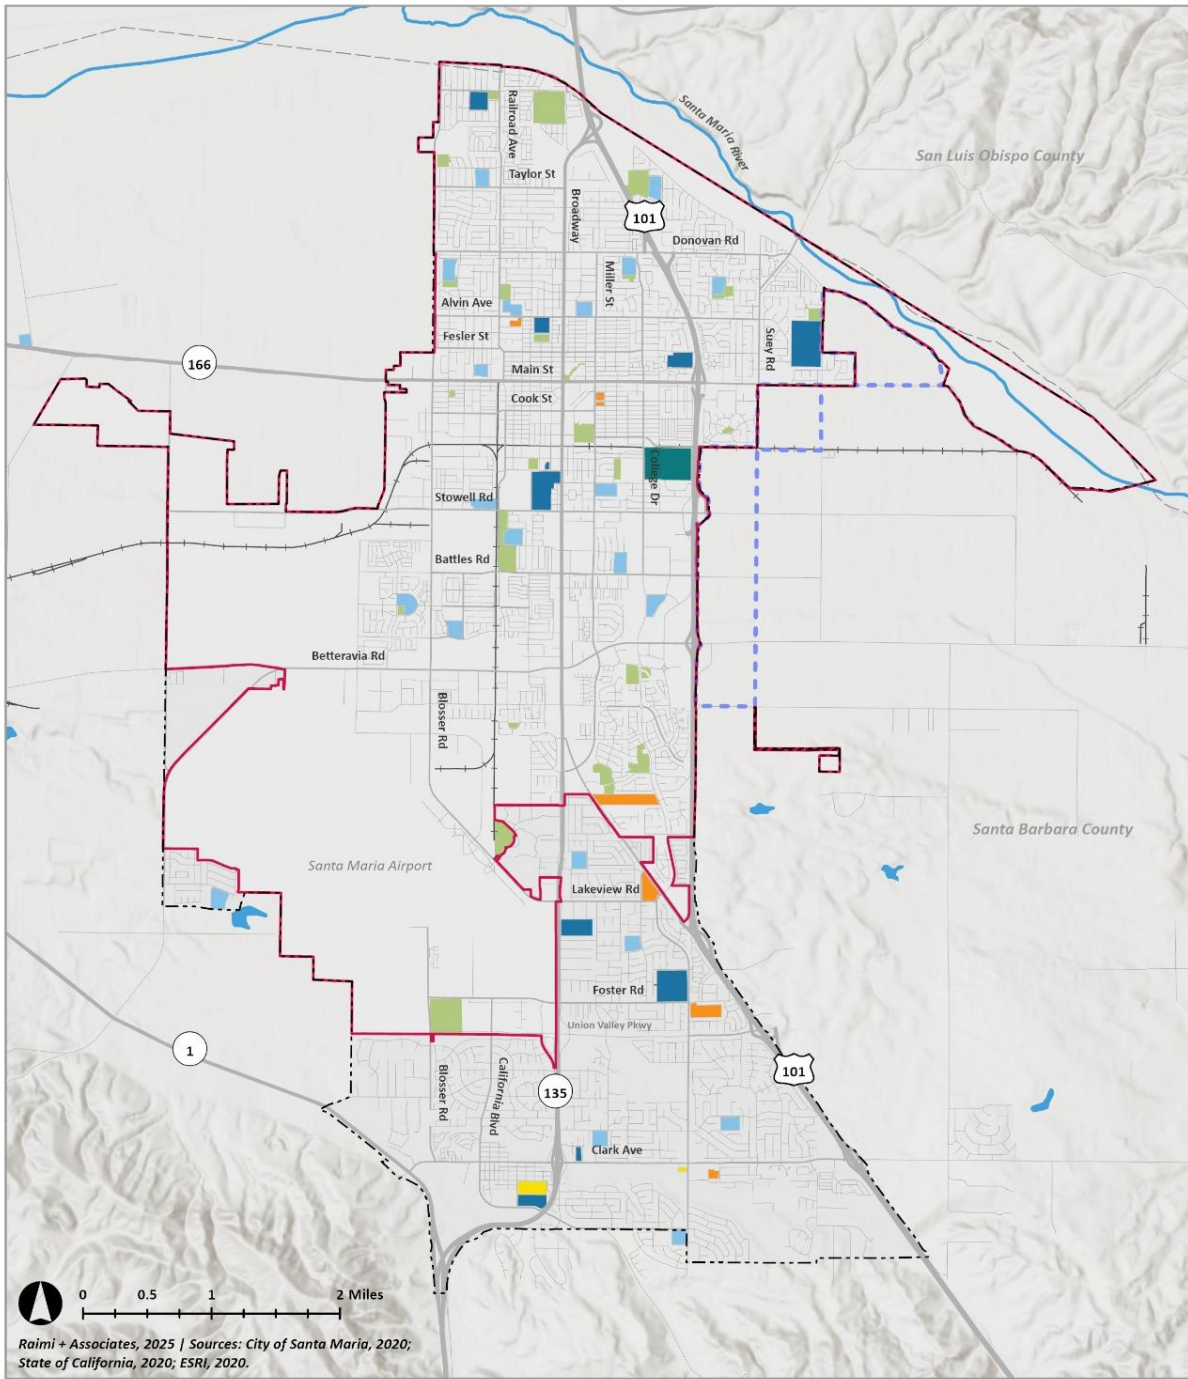 Santa Maria River
San Luis Obispo County
Railroad Ave
Taylor St
Broadway
101
Donovan Rd
Miller St
Alvin Ave
Fesler St
Suey Rd
166
Main St
Cook St
College Dr
Stowell Rd
Battles Rd
Betteravia Rd
Blosser Rd
Santa Barbara County
Santa Maria Airport
Lakeview Rd
Foster Rd
Union Valley Pkwy
1
101
Blosser Rd
California Blvd
135
Clark Ave
0 0.5 1 2 Miles
Raimi + Associates, 2025 | Sources: City of Santa Maria, 2020;
State of California, 2020; ESRI, 2020.